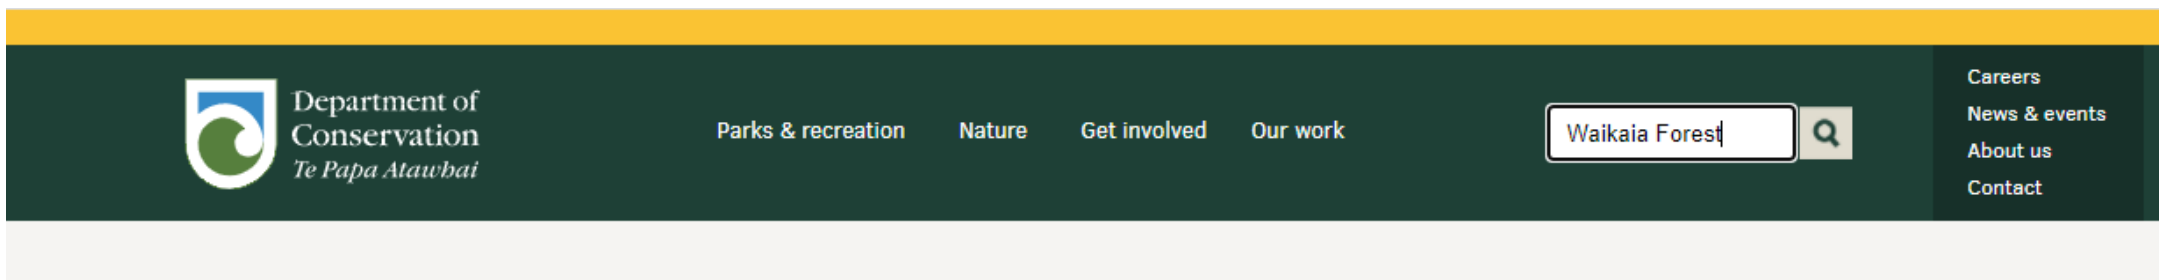 Department of
Conservation
Te Papa Atawhai
Parks & recreation
Nature
Get involved
Our work
Waikaia Forest
Careers
News & events
About us
Contact